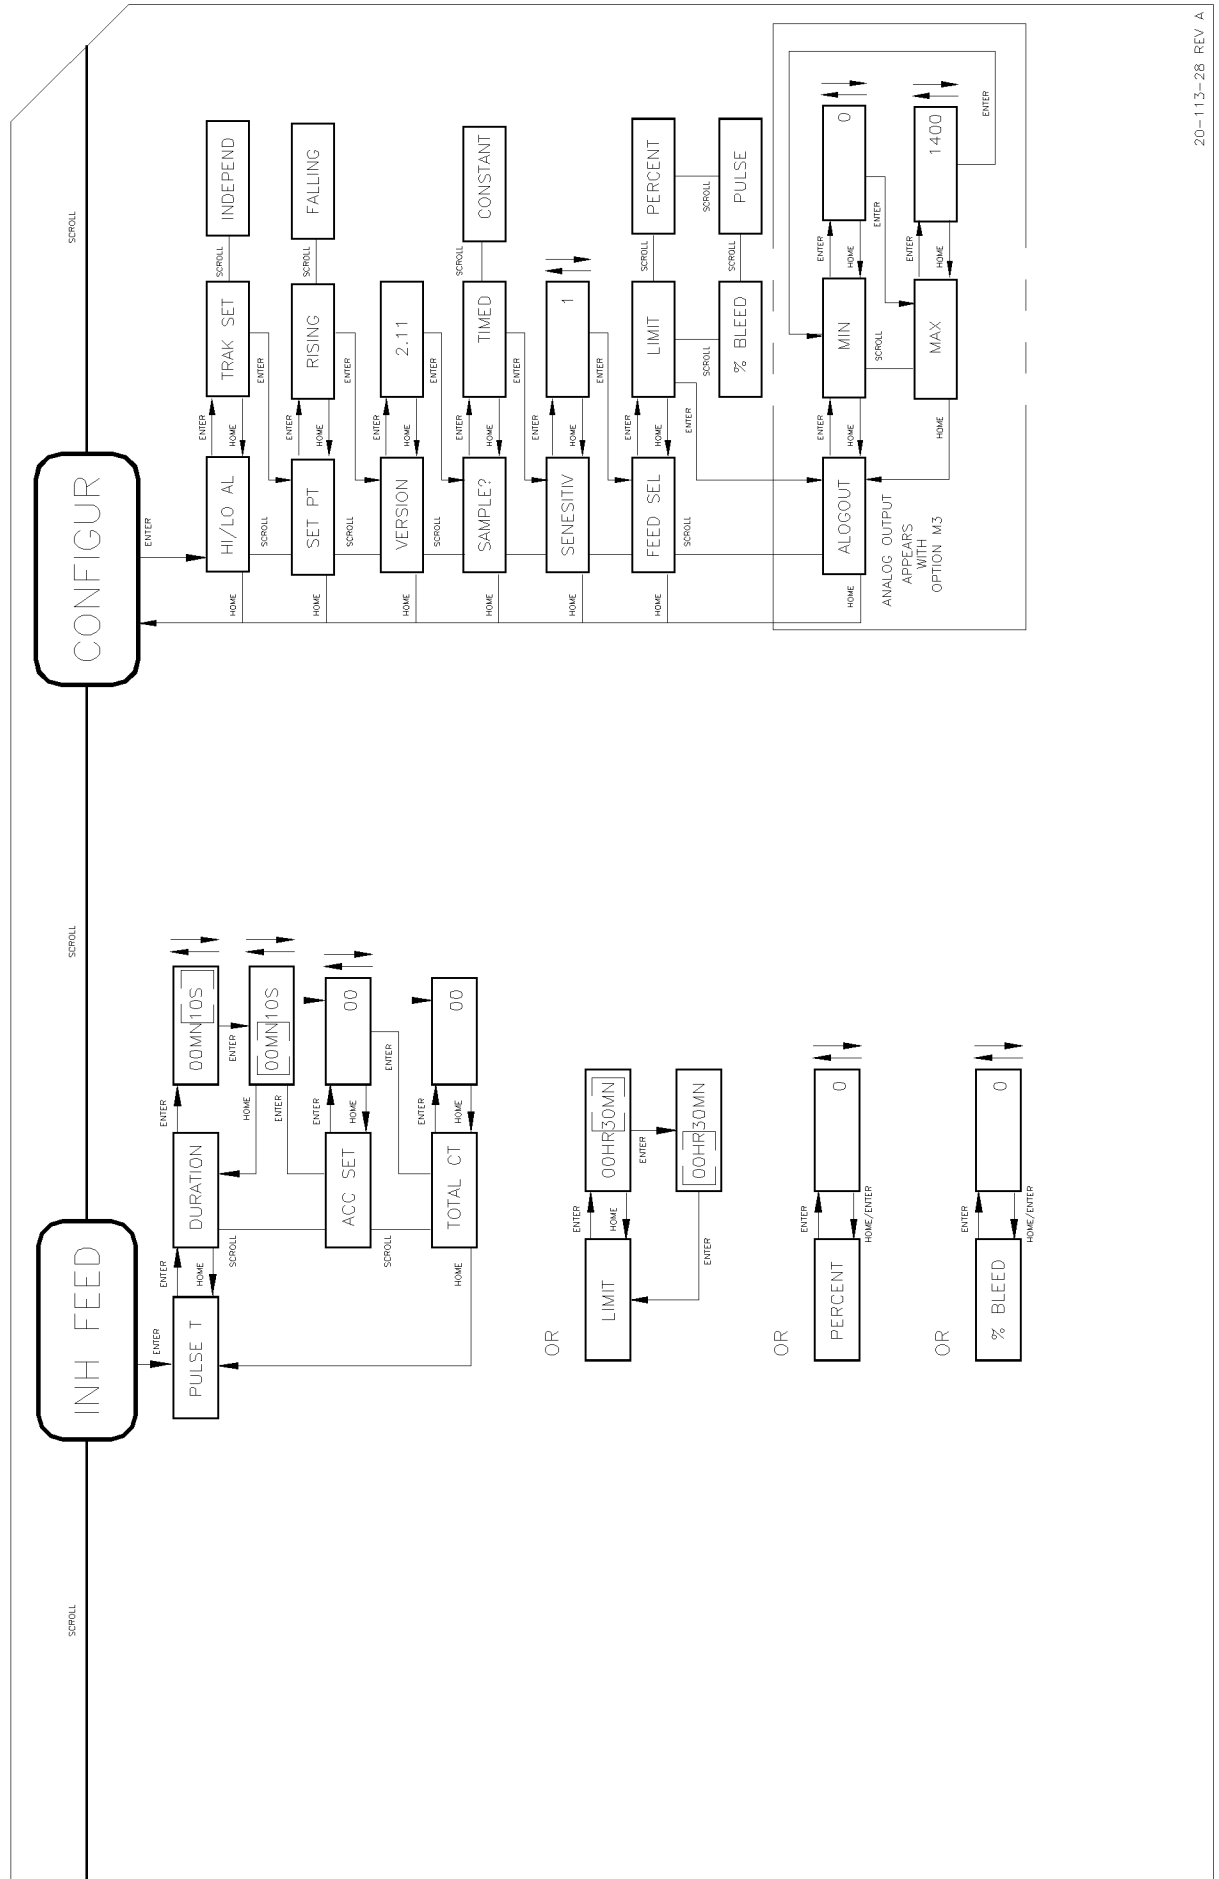 SCROLL
INH FEED
SCROLL
CONFIGUR
SCROLL
ENTER
PULSE T
ENTER
HOME
DURATION
ENTER
00MN10S
ENTER
00MN10S
HOME
ENTER
SCROLL
ACC SET
ENTER
HOME
00
ENTER
SCROLL
TOTAL CT
ENTER
HOME
00
HOME
OR
LIMIT
ENTER
HOME
00HR30MN
ENTER
00HR30MN
ENTER
OR
PERCENT
ENTER
HOME/ENTER
0
OR
% BLEED
ENTER
HOME/ENTER
0
ENTER
HI/LO AL
ENTER
HOME
TRAK SET
SCROLL
INDEPEND
HOME
SCROLL
ENTER
SET PT
ENTER
HOME
RISING
SCROLL
FALLING
HOME
SCROLL
ENTER
VERSION
ENTER
HOME
2.11
HOME
SCROLL
ENTER
SAMPLE?
ENTER
HOME
TIMED
SCROLL
CONSTANT
HOME
SCROLL
ENTER
SENESITIV
ENTER
HOME
1
HOME
SCROLL
ENTER
FEED SEL
ENTER
HOME
LIMIT
SCROLL
PERCENT
HOME
SCROLL
ENTER
SCROLL
SCROLL
% BLEED
SCROLL
PULSE
ALOGOUT
ENTER
HOME
MIN
ENTER
HOME
0
HOME
SCROLL
ENTER
MAX
ENTER
HOME
1400
ENTER
HOME
ANALOG OUTPUT
APPEARS
WITH
OPTION M3
20-113-28 REV A